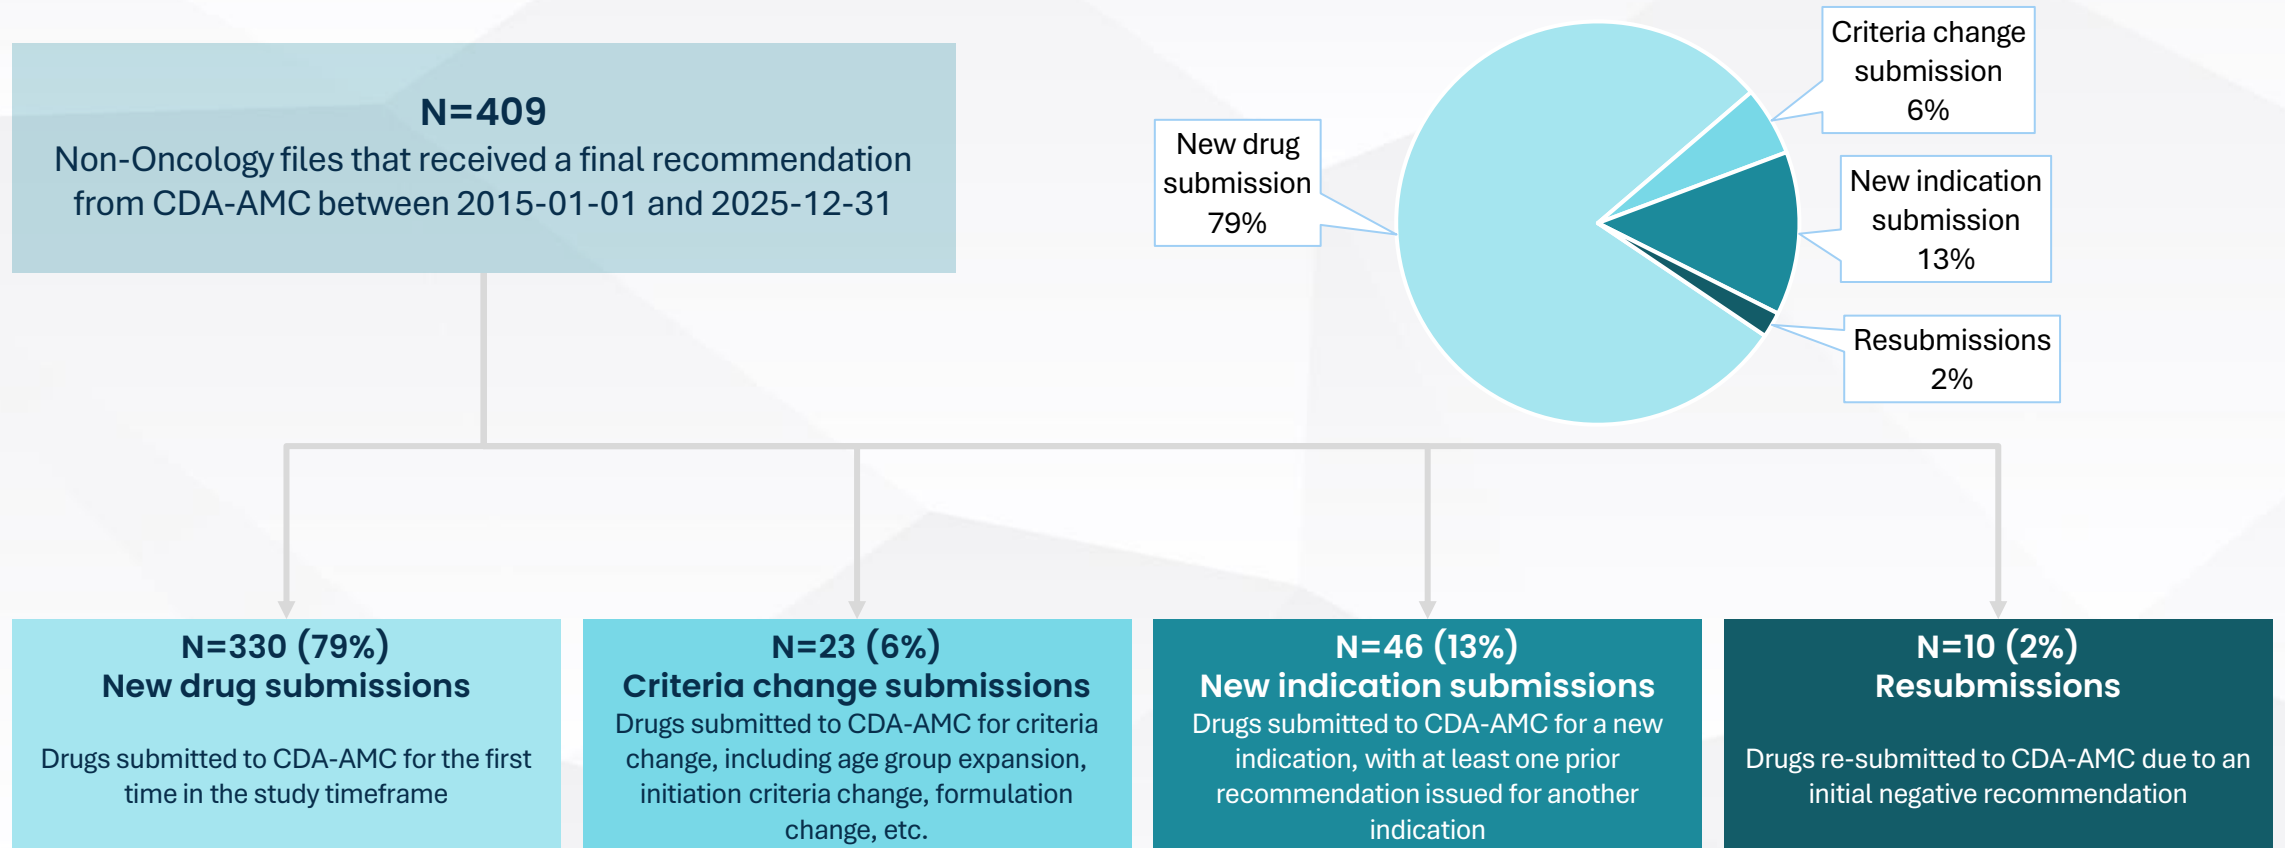 N=409
Non-Oncology files that received a final recommendation
from CDA-AMC between 2015-01-01 and 2025-12-31
New drug
submission
79%
Criteria change
submission
6%
New indication
submission
13%
Resubmissions
2%
N=330 (79%)
New drug submissions
Drugs submitted to CDA-AMC for the first
time in the study timeframe
N=23 (6%)
Criteria change submissions
Drugs submitted to CDA-AMC for criteria
change, including age group expansion,
initiation criteria change, formulation
change, etc.
N=46 (13%)
New indication submissions
Drugs submitted to CDA-AMC for a new
indication, with at least one prior
recommendation issued for another
indication
N=10 (2%)
Resubmissions
Drugs re-submitted to CDA-AMC due to an
initial negative recommendation